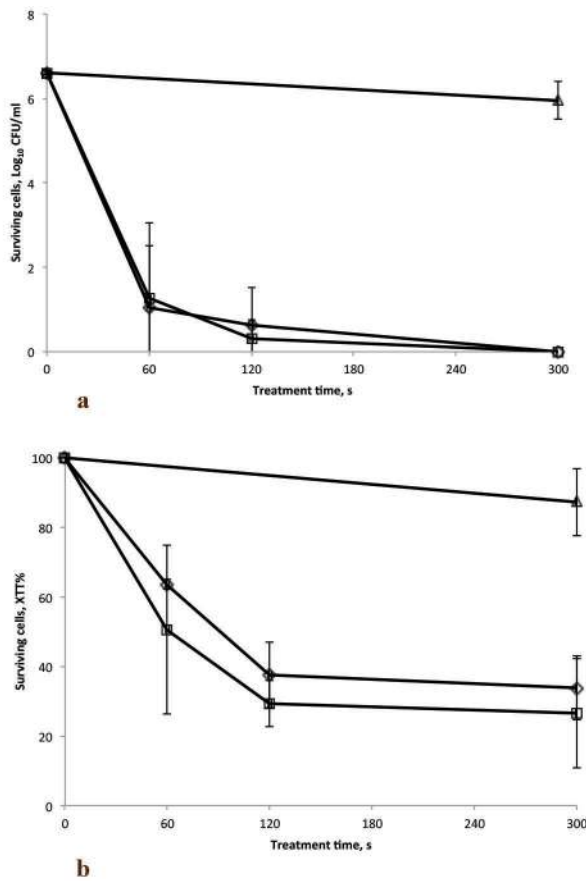 8
6
4
2
0
Surviving cells, Log10 CFU/ml
0 60 120 180 240 300
Treatment time, s
a
100
80
60
40
20
0
Surviving cells, XTT%
0 60 120 180 240 300
Treatment time, s
b